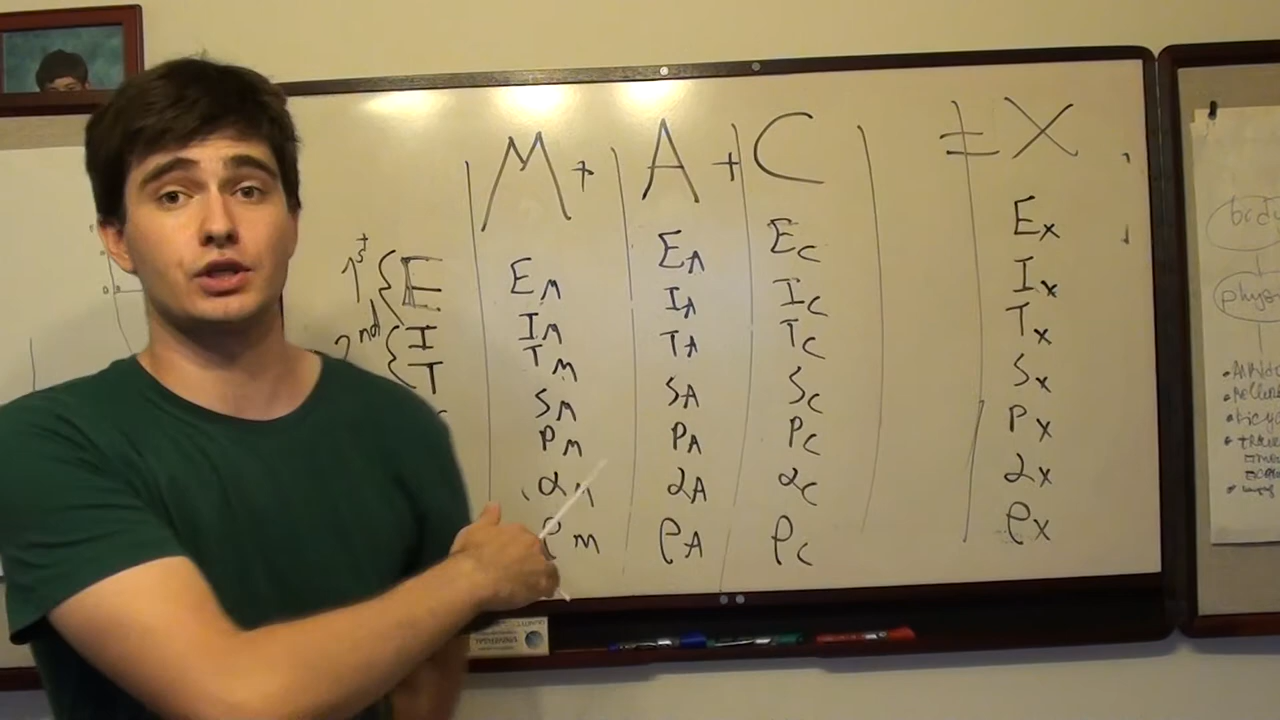 M + A + C ≠ X
1st { E E_M E_A E_C E_X
2nd { I I_M I_A I_C I_X
T T_M T_A T_C T_X
S_M S_A S_C S_X
P_M P_A P_C P_X
α_M α_A α_C α_X
ρ_M ρ_A ρ_C ρ_X